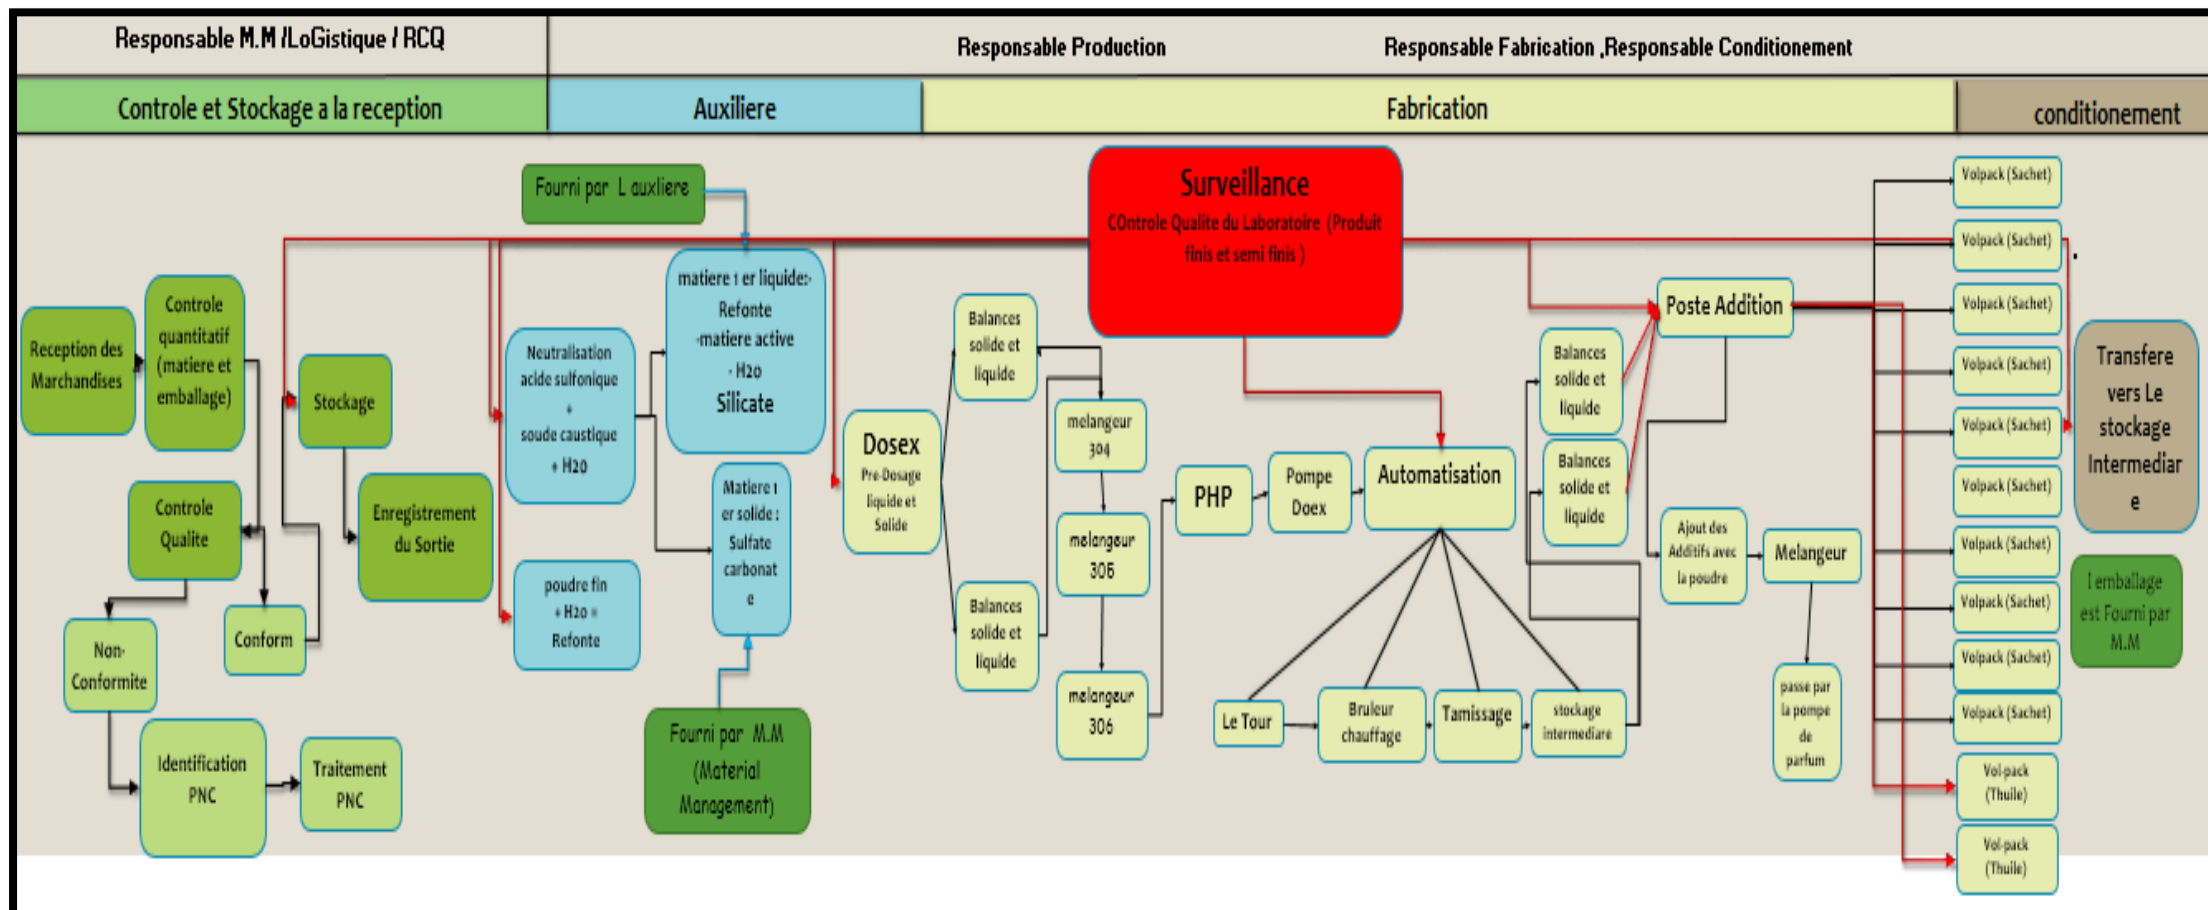 Responsable M.M /LoGistique / RCQ
Responsable Production
Responsable Fabrication ,Responsable Conditionement
Controle et Stockage a la reception
Auxiliere
Fabrication
conditionement
Reception des
Marchandises
Controle
quantitatif
(matiere et
emballage)
Controle
Qualite
Non-
Conformite
Conform
Identification
PNC
Traitement
PNC
Stockage
Enregistrement
du Sortie
Fourni par L auxliere
Neutralisation
acide sulfonique
+
soude caustique
+ H20
poudre fin
+ H20 =
Refonte
matiere 1 er liquide:-
Refonte
-matiere active
- H20
Silicate
Matiere 1
er solide :
Sulfate
carbonat
e
Fourni par M.M
(Material
Management)
Surveillance
COntrole Qualite du Laboratoire (Produit
finis et semi finis )
Dosex
Pre-Dosage
liquide et
Solide
Balances
solide et
liquide
Balances
solide et
liquide
melangeur
304
melangeur
305
melangeur
306
PHP
Pompe
Doex
Automatisation
Le Tour
Bruleur
chauffage
Tamissage
stockage
intermediare
Balances
solide et
liquide
Balances
solide et
liquide
Poste Addition
Ajout des
Additifs avec
la poudre
Melangeur
passe par
la pompe
de
parfum
Volpack (Sachet)
Volpack (Sachet)
Volpack (Sachet)
Volpack (Sachet)
Volpack (Sachet)
Volpack (Sachet)
Volpack (Sachet)
Volpack (Sachet)
Volpack (Sachet)
Volpack (Sachet)
Vol-pack
(Thuile)
Vol-pack
(Thuile)
.
Transfere
vers Le
stockage
Intermediar
e
l emballage
est Fourni par
M.M